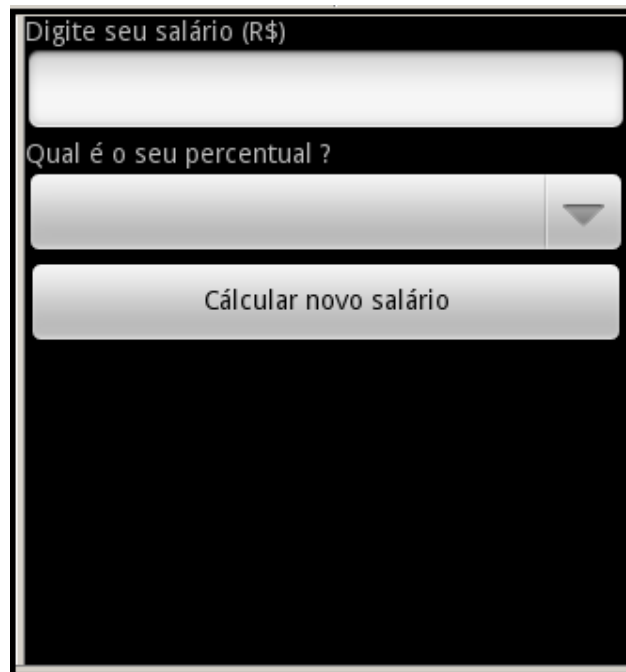 Digite seu salário (R$)
Qual é o seu percentual ?
Cálcular novo salário